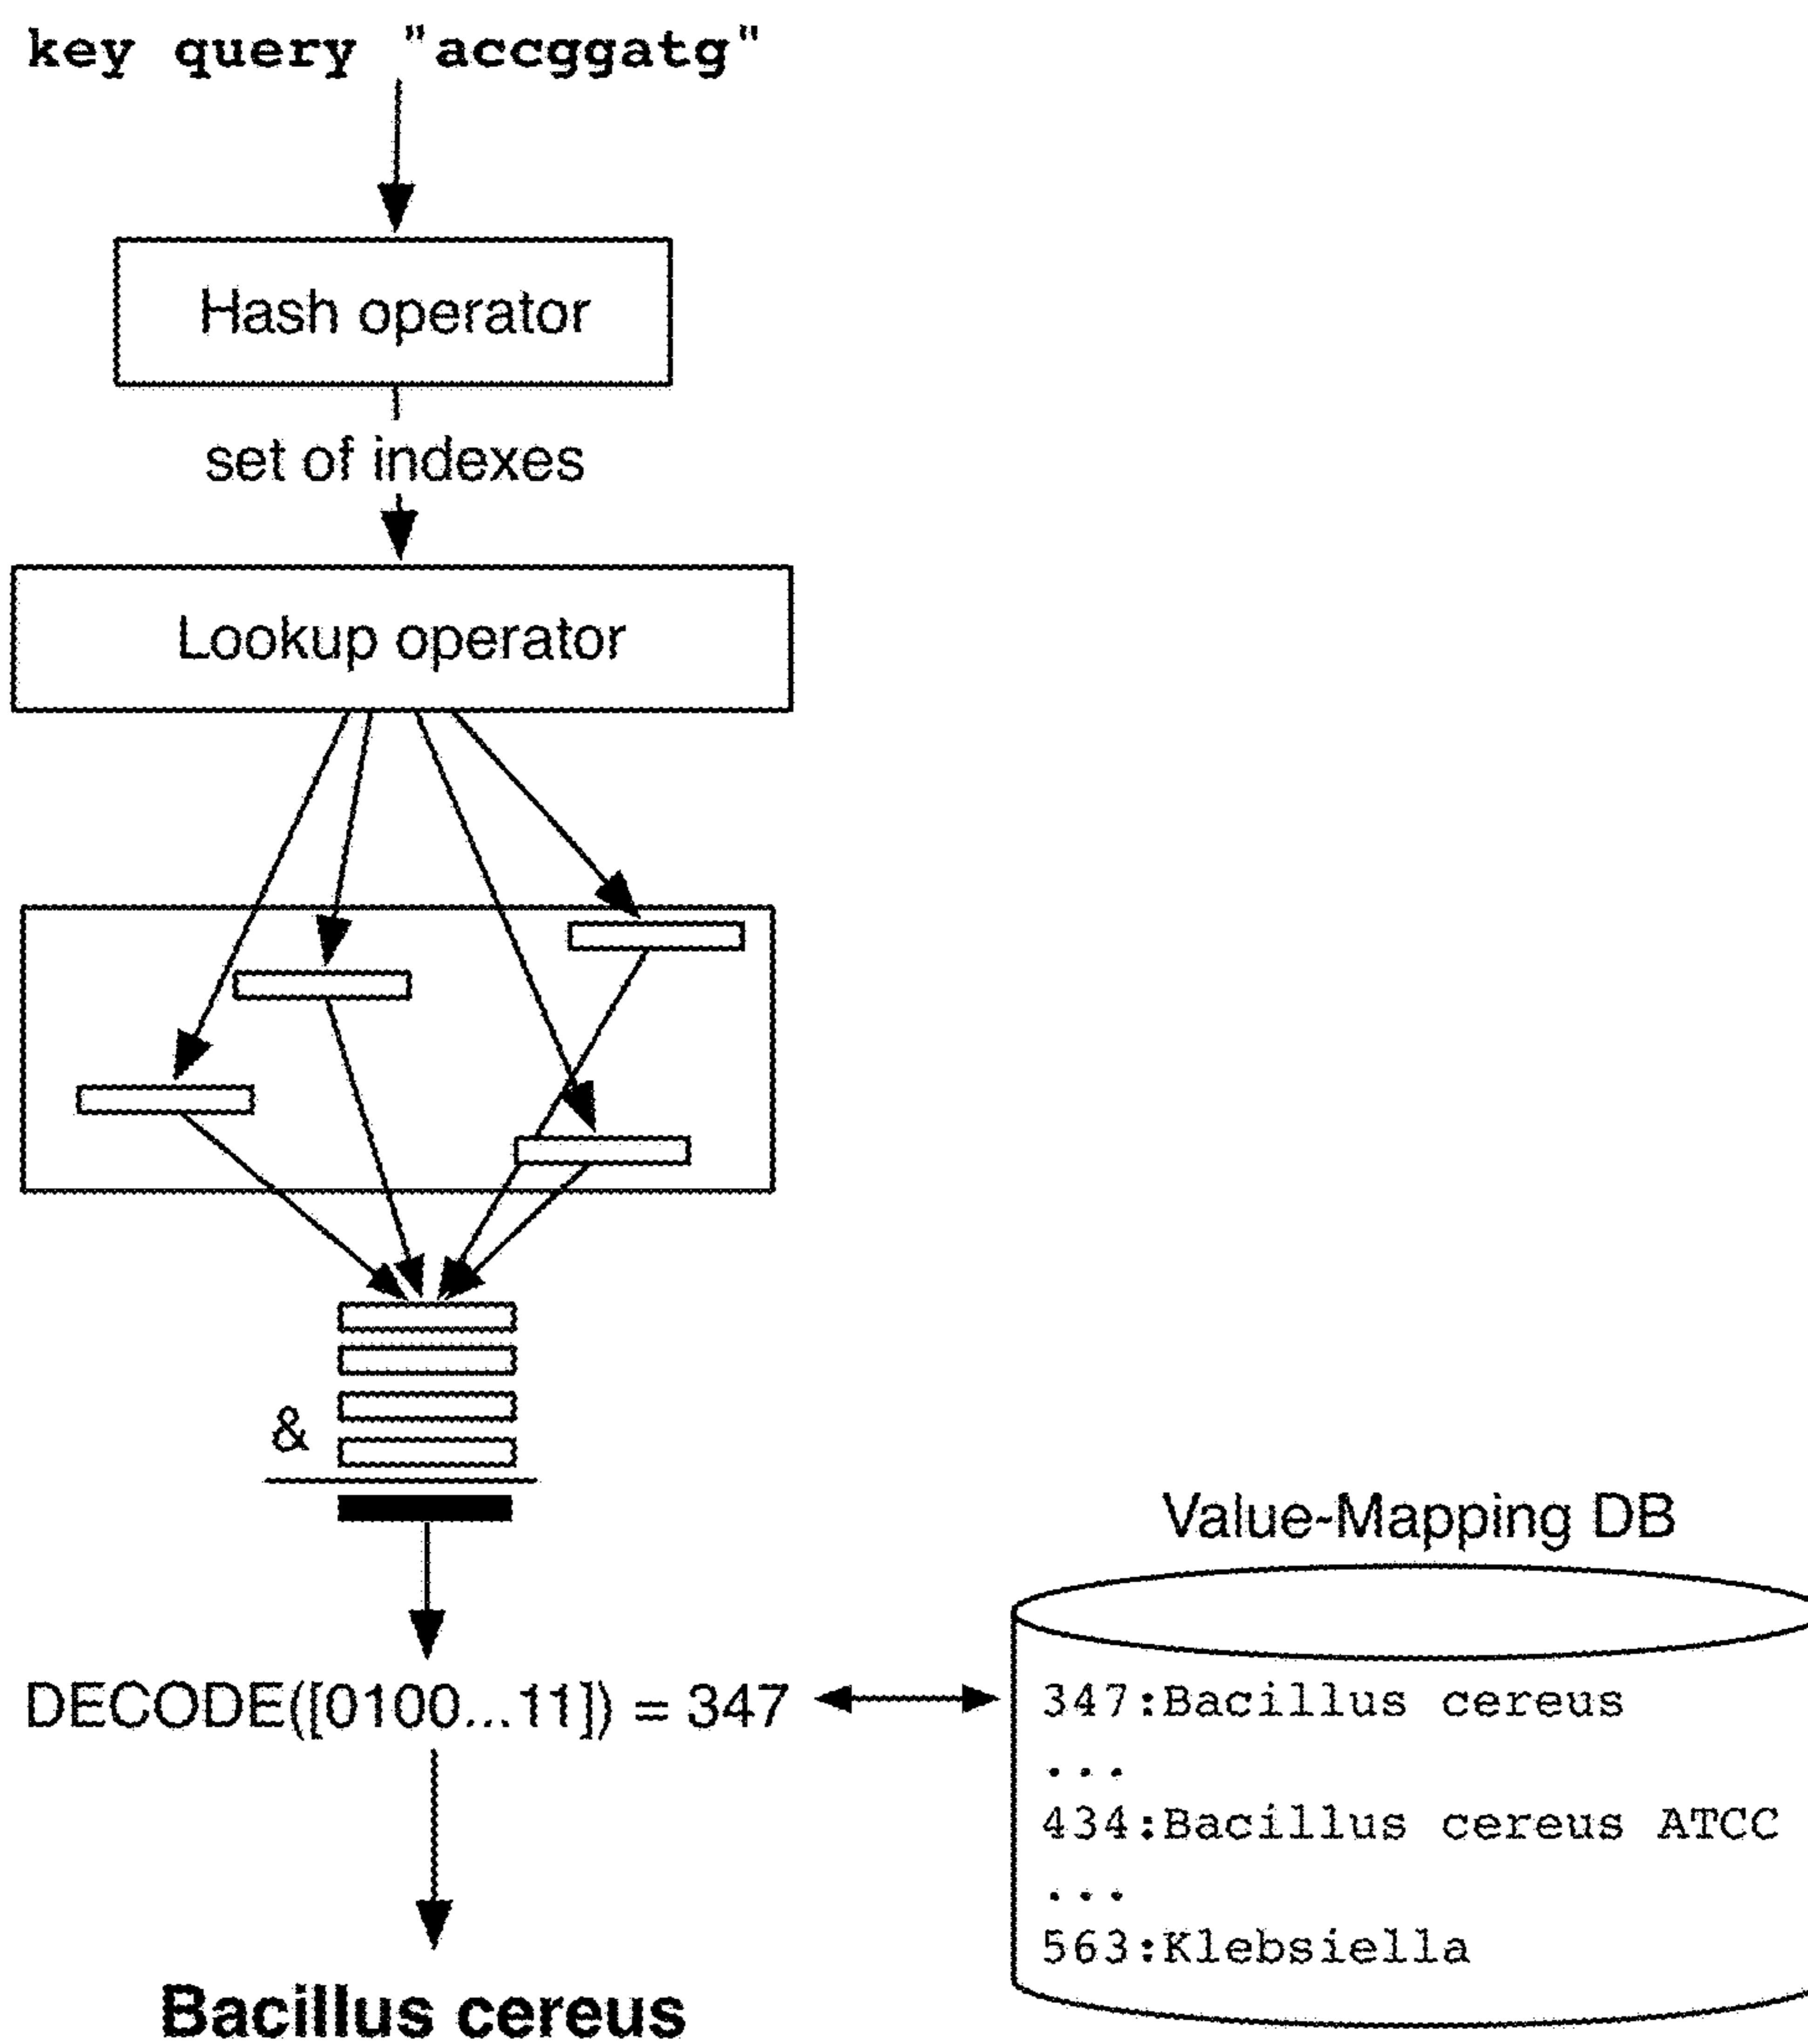 key query "accggatg"
Hash operator
set of indexes
Lookup operator
&
Value-Mapping DB
DECODE([0100...11]) = 347
347:Bacillus cereus
...
434:Bacillus cereus ATCC
...
563:Klebsiella
Bacillus cereus